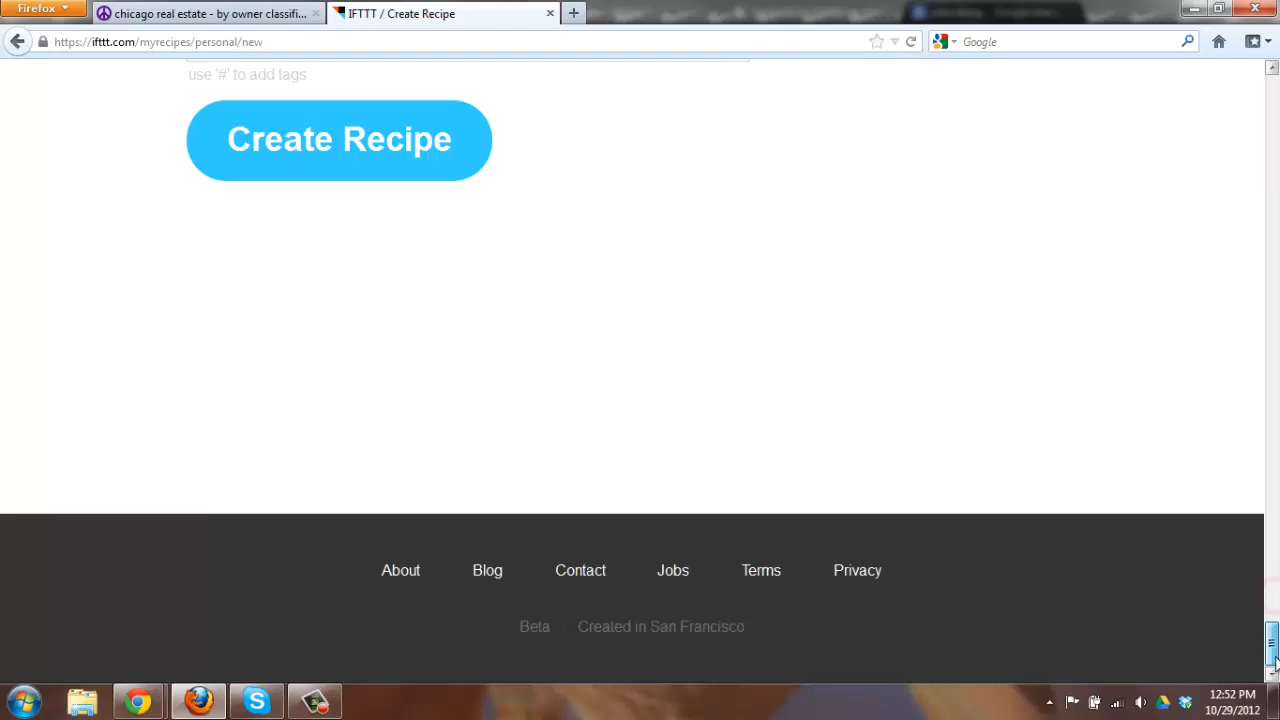 Firefox
chicago real estate - by owner classifi...
IFTTT / Create Recipe
https://ifttt.com/myrecipes/personal/new
Google
use '#' to add tags
Create Recipe
About Blog Contact Jobs Terms Privacy
Beta Created in San Francisco
12:52 PM
10/29/2012